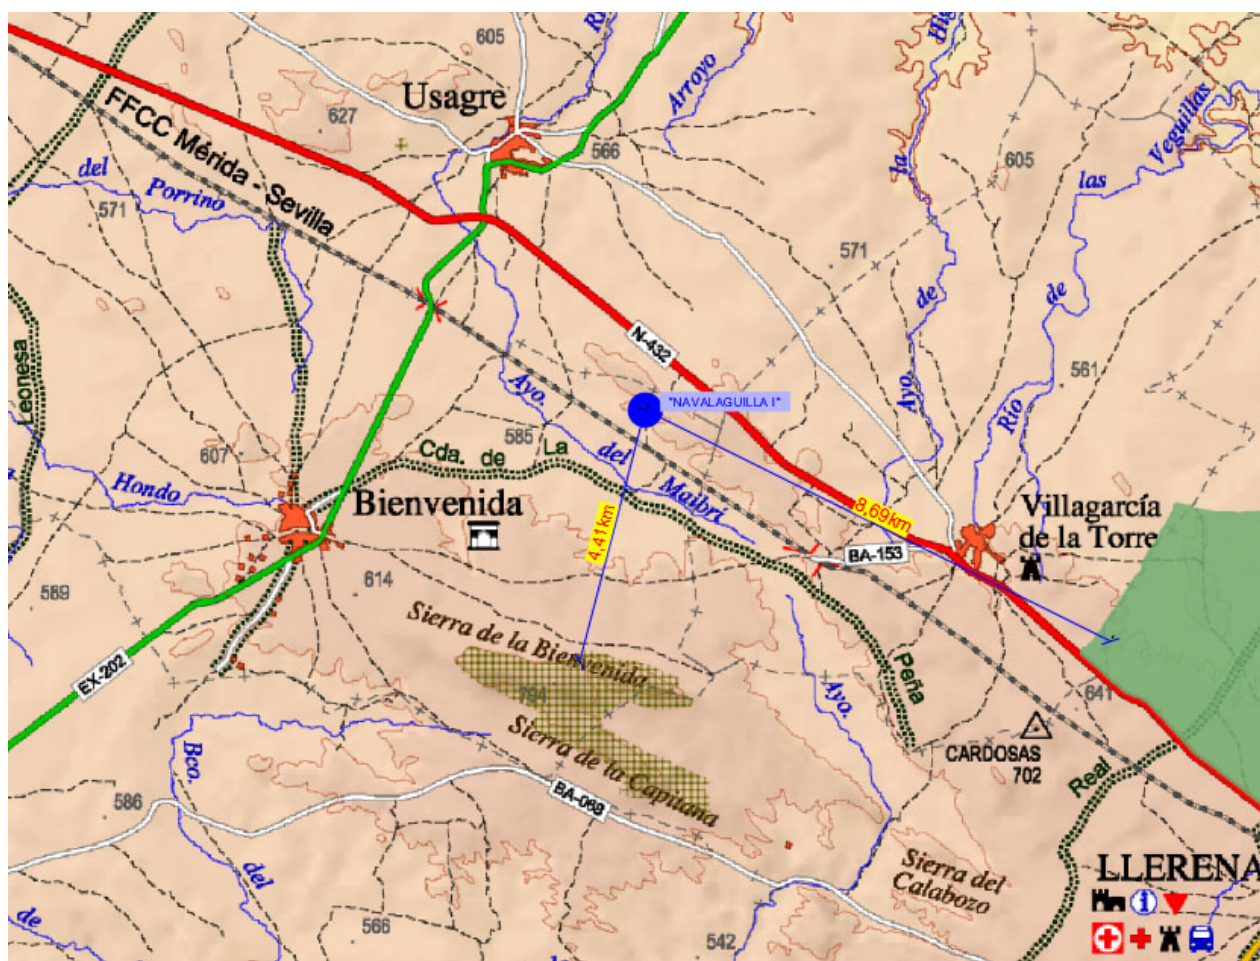 605
Usagre
Arroyo
la
Veguillas
627
566
FFCC Mérida - Sevilla
605
las
del
Porrino
571
571
de
de
N-432
Leonesa
Ayo.
Ayo.
561
"NAVALAGUILLA I"
Río
585
Cda. de La
del
607
Hondo
Bienvenida
Maibri
8,69km
Villagarcía
de la Torre
4,41km
BA-153
589
614
Sierra de la Bienvenida
EX-202
Peña
794
Ayo.
641
Sierra de la Capitana
CARDOSAS
702
Bco.
Real
BA-068
586
LLERENA
del
Sierra del
Calabozo
de
566
542